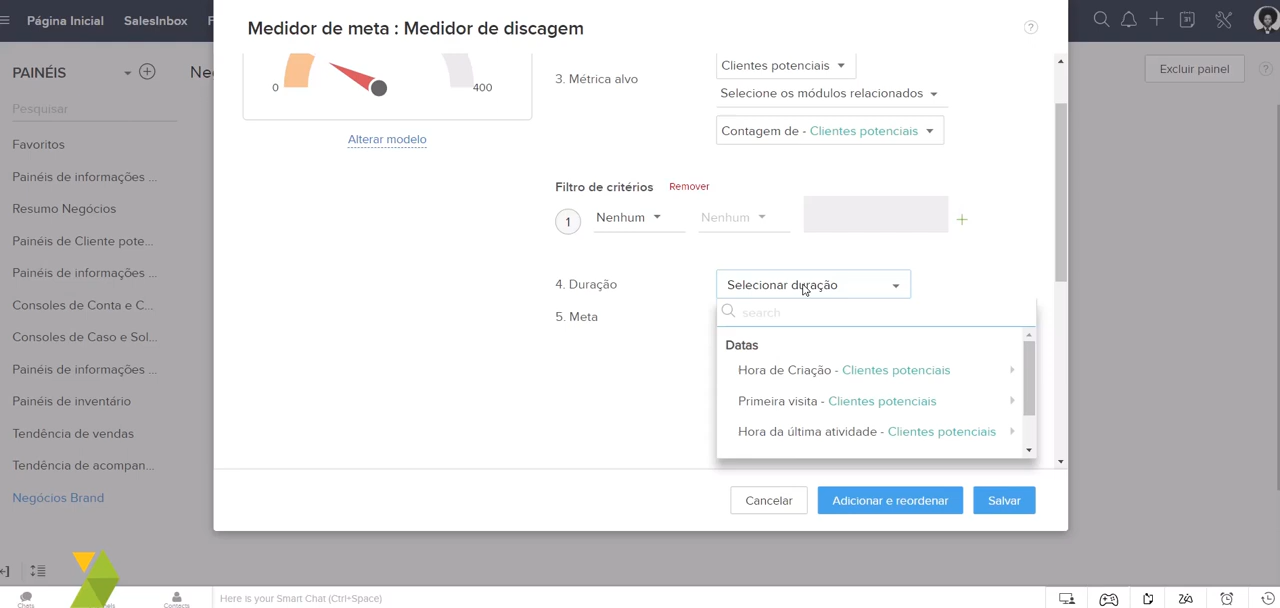 Página Inicial
SalesInbox
F
31
Medidor de meta : Medidor de discagem
?
PAINÉIS
Neg
Pesquisar
Favoritos
Painéis de informações ...
Resumo Negócios
Painéis de Cliente pote...
Painéis de informações ...
Consoles de Conta e C...
Consoles de Caso e Sol...
Painéis de informações ...
Painéis de inventário
Tendência de vendas
Tendência de acompan...
Negócios Brand
0
400
Alterar modelo
3. Métrica alvo
Clientes potenciais
Selecione os módulos relacionados
Contagem de - Clientes potenciais
Filtro de critérios Remover
1 Nenhum Nenhum +
4. Duração
Selecionar duração
search
Datas
Hora de Criação - Clientes potenciais
Primeira visita - Clientes potenciais
Hora da última atividade - Clientes potenciais
5. Meta
Cancelar
Adicionar e reordenar
Salvar
Excluir painel
?
Chats
Contacts
Here is your Smart Chat (Ctrl+Space)